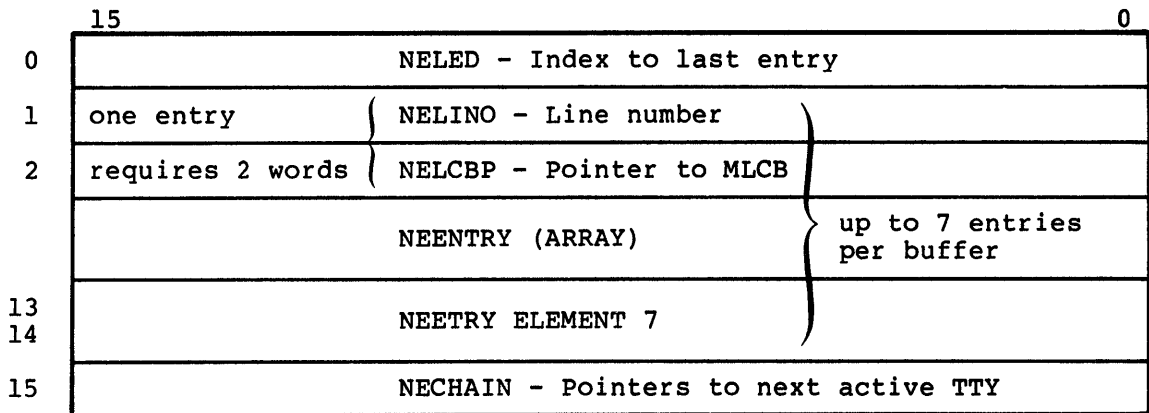 15 0
0 NELED - Index to last entry
1 one entry NELINO - Line number
2 requires 2 words NELCBP - Pointer to MLCB
NEENTRY (ARRAY) up to 7 entries
per buffer
13
14 NEETRY ELEMENT 7
15 NECHAIN - Pointers to next active TTY